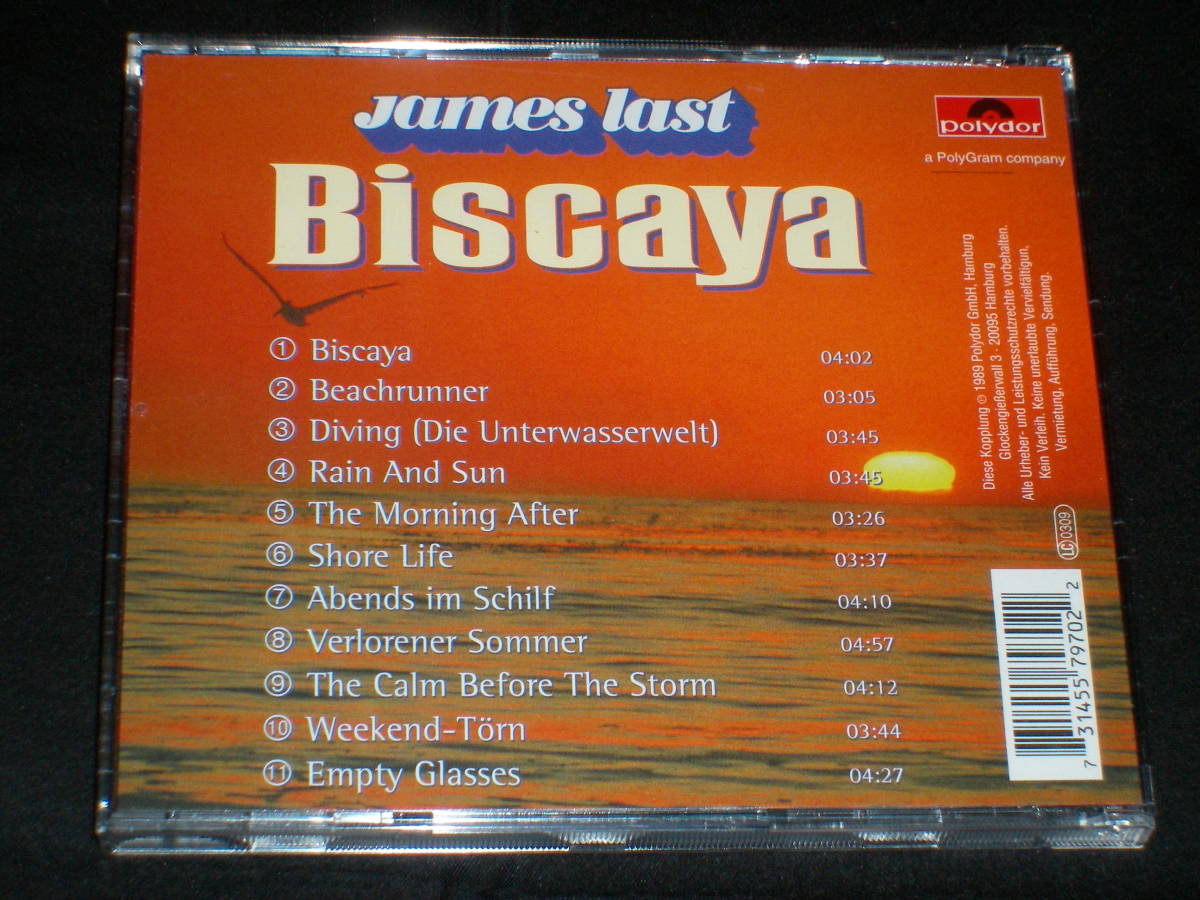 James Last
Biscaya
polydor
a PolyGram company
① Biscaya 04:02
② Beachrunner 03:05
③ Diving (Die Unterwasserwelt) 03:45
④ Rain And Sun 03:45
⑤ The Morning After 03:26
⑥ Shore Life 03:37
⑦ Abends im Schilf 04:10
⑧ Verlorener Sommer 04:57
⑨ The Calm Before The Storm 04:12
⑩ Weekend-Törn 03:44
⑪ Empty Glasses 04:27
Diese Kopplung ℗ 1989 Polydor GmbH, Hamburg
Glockengießerwall 3 · 20095 Hamburg
Alle Urheber- und Leistungsschutzrechte vorbehalten.
Kein Verleih. Keine unerlaubte Vervielfältigung,
Vermietung, Aufführung, Sendung.
LC 0309
7 31455 79702 2